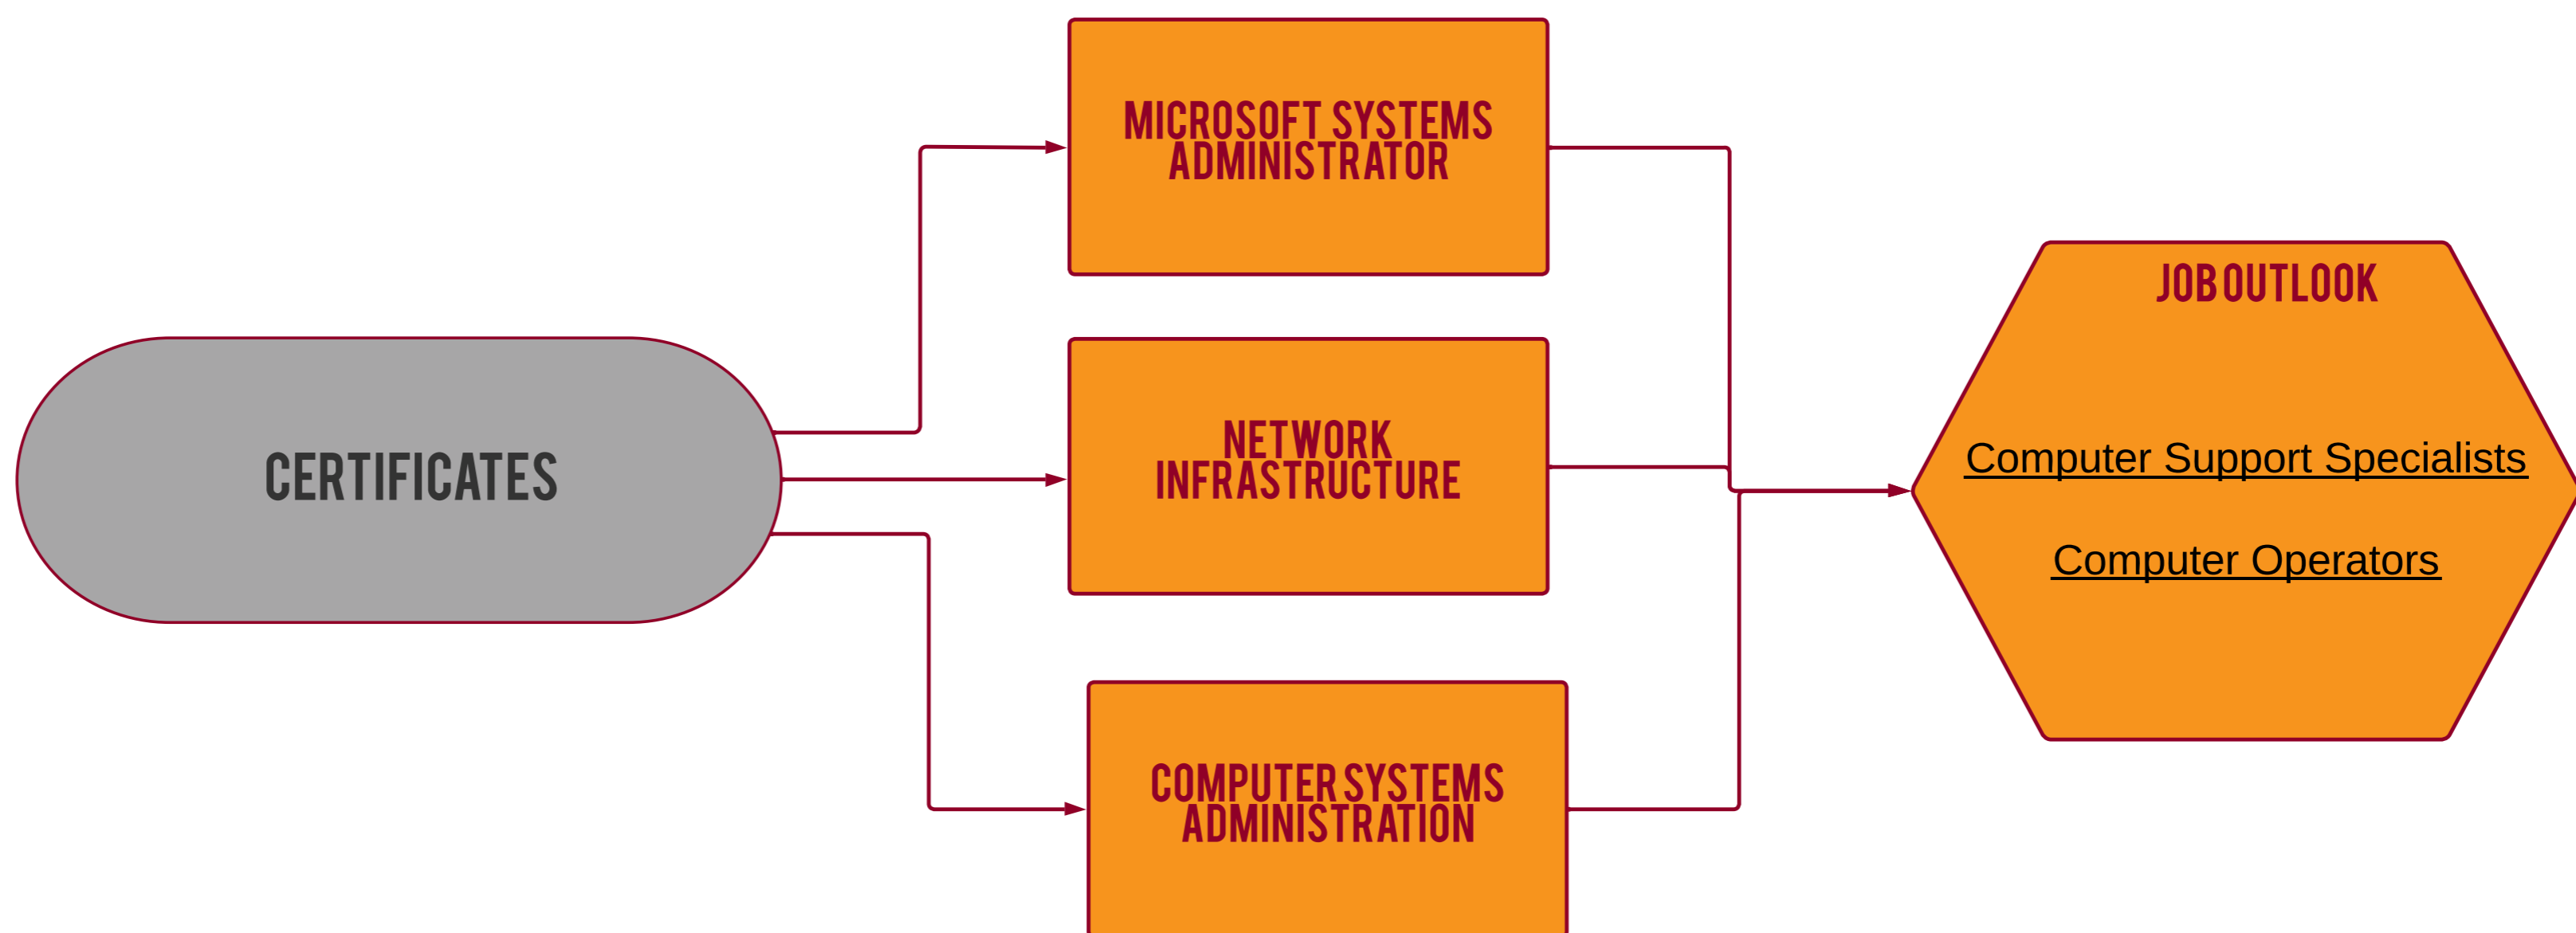 MICROSOFT SYSTEMS
ADMINISTRATOR
JOB OUTLOOK
CERTIFICATES
NETWORK
INFRASTRUCTURE
Computer Support Specialists
Computer Operators
COMPUTER SYSTEMS
ADMINISTRATION